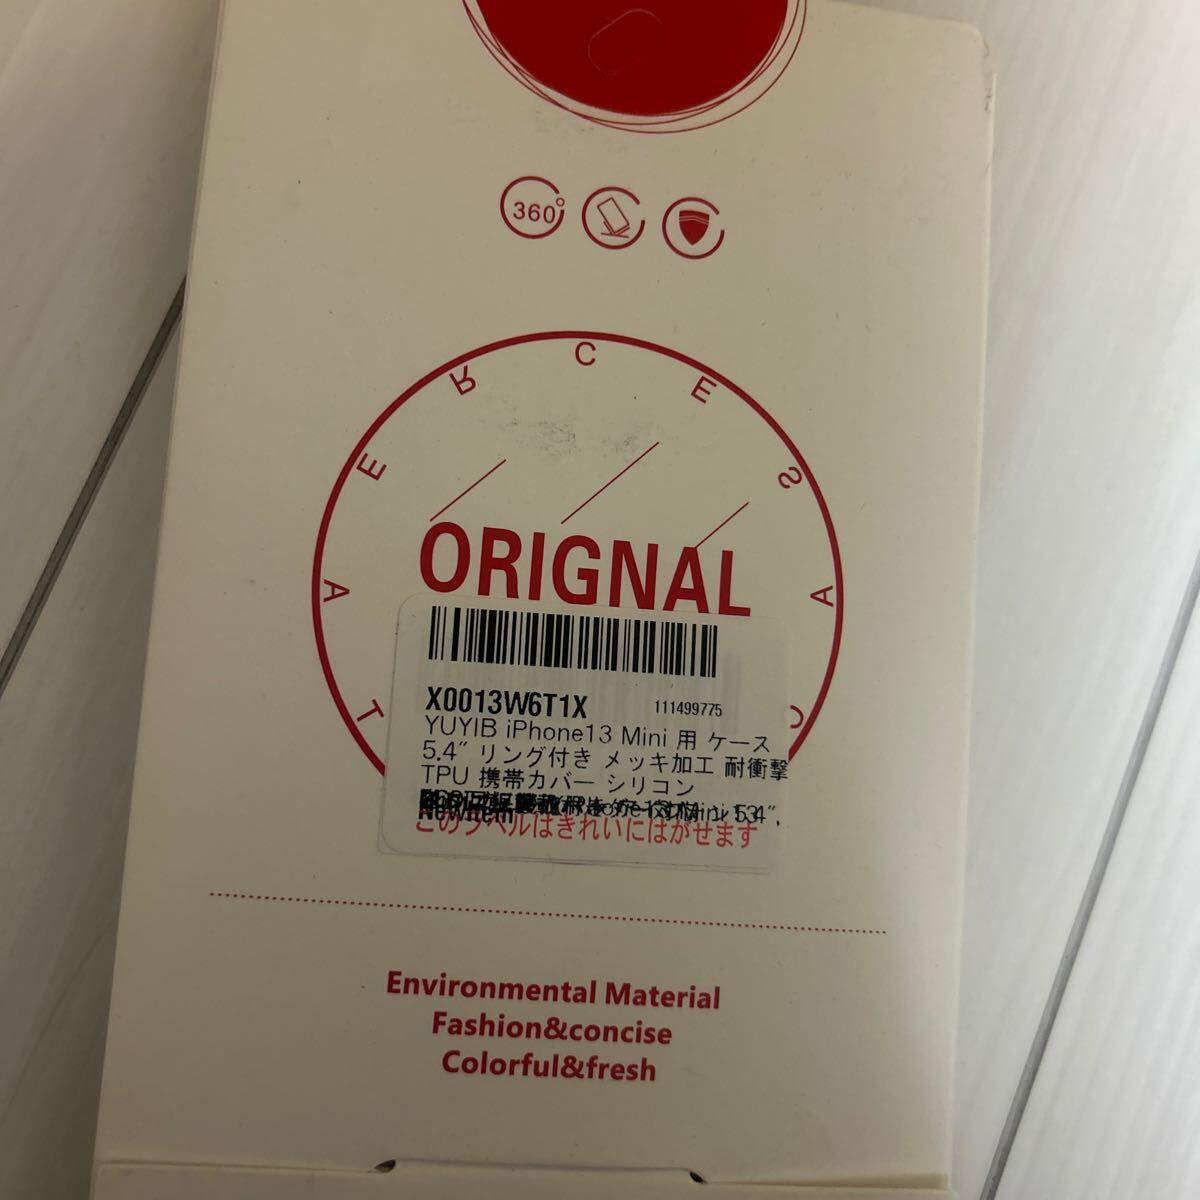 360°
C R E A T E S A C
ORIGNAL
X0013W6T1X 111499775
YUYIB iPhone13 Mini 用 ケース
5.4" リング付き メッキ加工 耐衝撃
TPU 携帯カバー シリコン
このラベルはきれいにはがせます
Environmental Material
Fashion&concise
Colorful&fresh